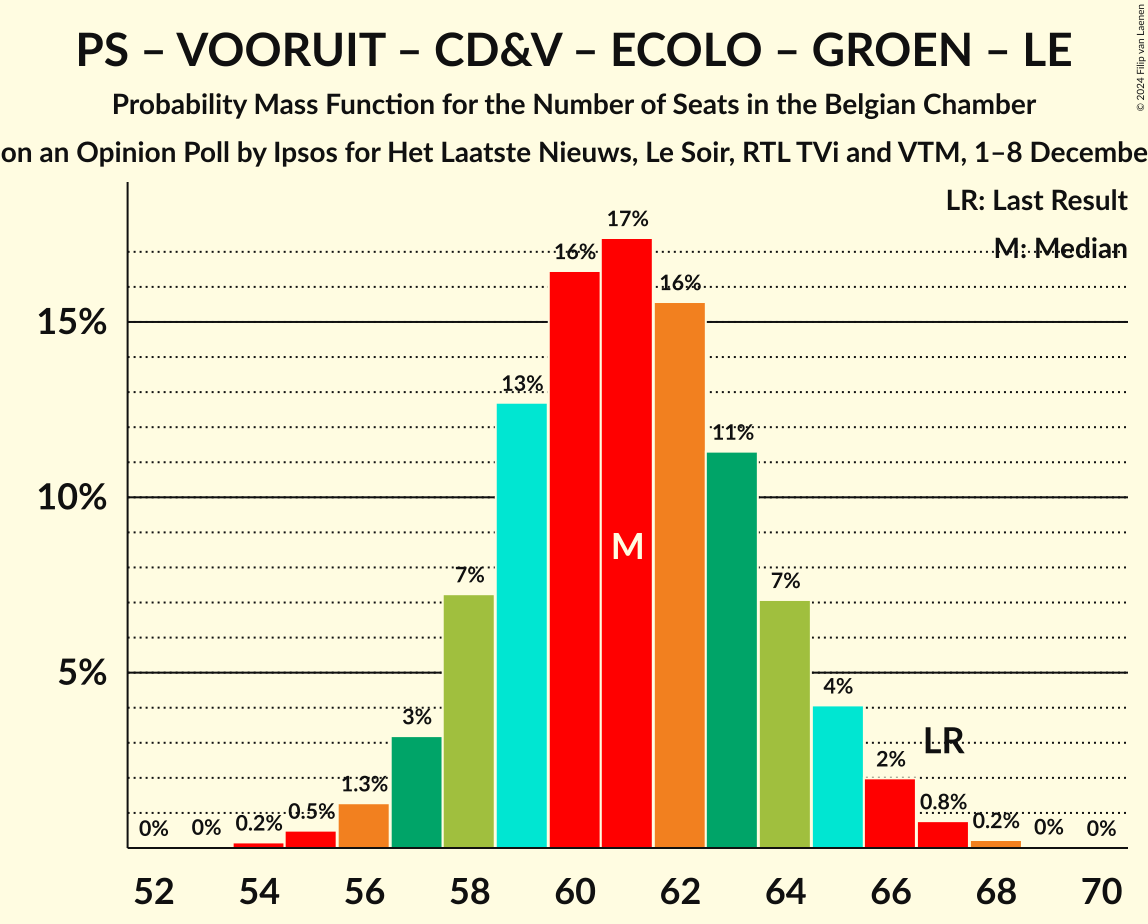 PS – VOORUIT – CD&V – ECOLO – GROEN – LE
Probability Mass Function for the Number of Seats in the Belgian Chamber
on an Opinion Poll by Ipsos for Het Laatste Nieuws, Le Soir, RTL TVi and VTM, 1–8 Decembe
© 2024 Filip van Laenen
LR: Last Result
M: Median
15%
10%
5%
0% 0% 0.2% 0.5% 1.3% 3% 7% 13% 16% 17% 16% 11% 7% 4% 2% 0.8% 0.2% 0% 0%
M
LR
52 54 56 58 60 62 64 66 68 70